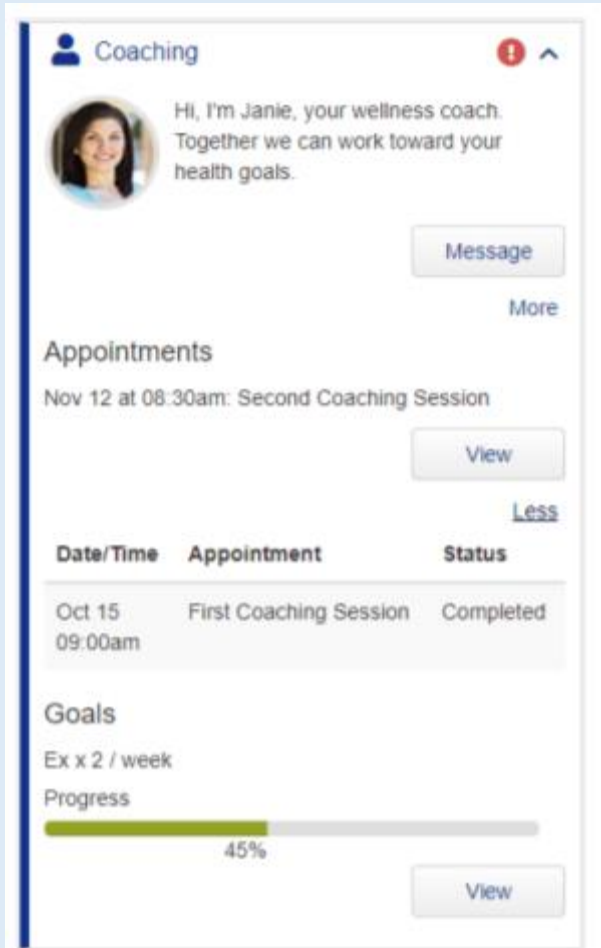 Coaching
Hi, I'm Janie, your wellness coach.
Together we can work toward your
health goals.
Message
More
Appointments
Nov 12 at 08:30am: Second Coaching Session
View
Less
Date/Time Appointment Status
Oct 15 First Coaching Session Completed
09:00am
Goals
Ex x 2 / week
Progress
45%
View